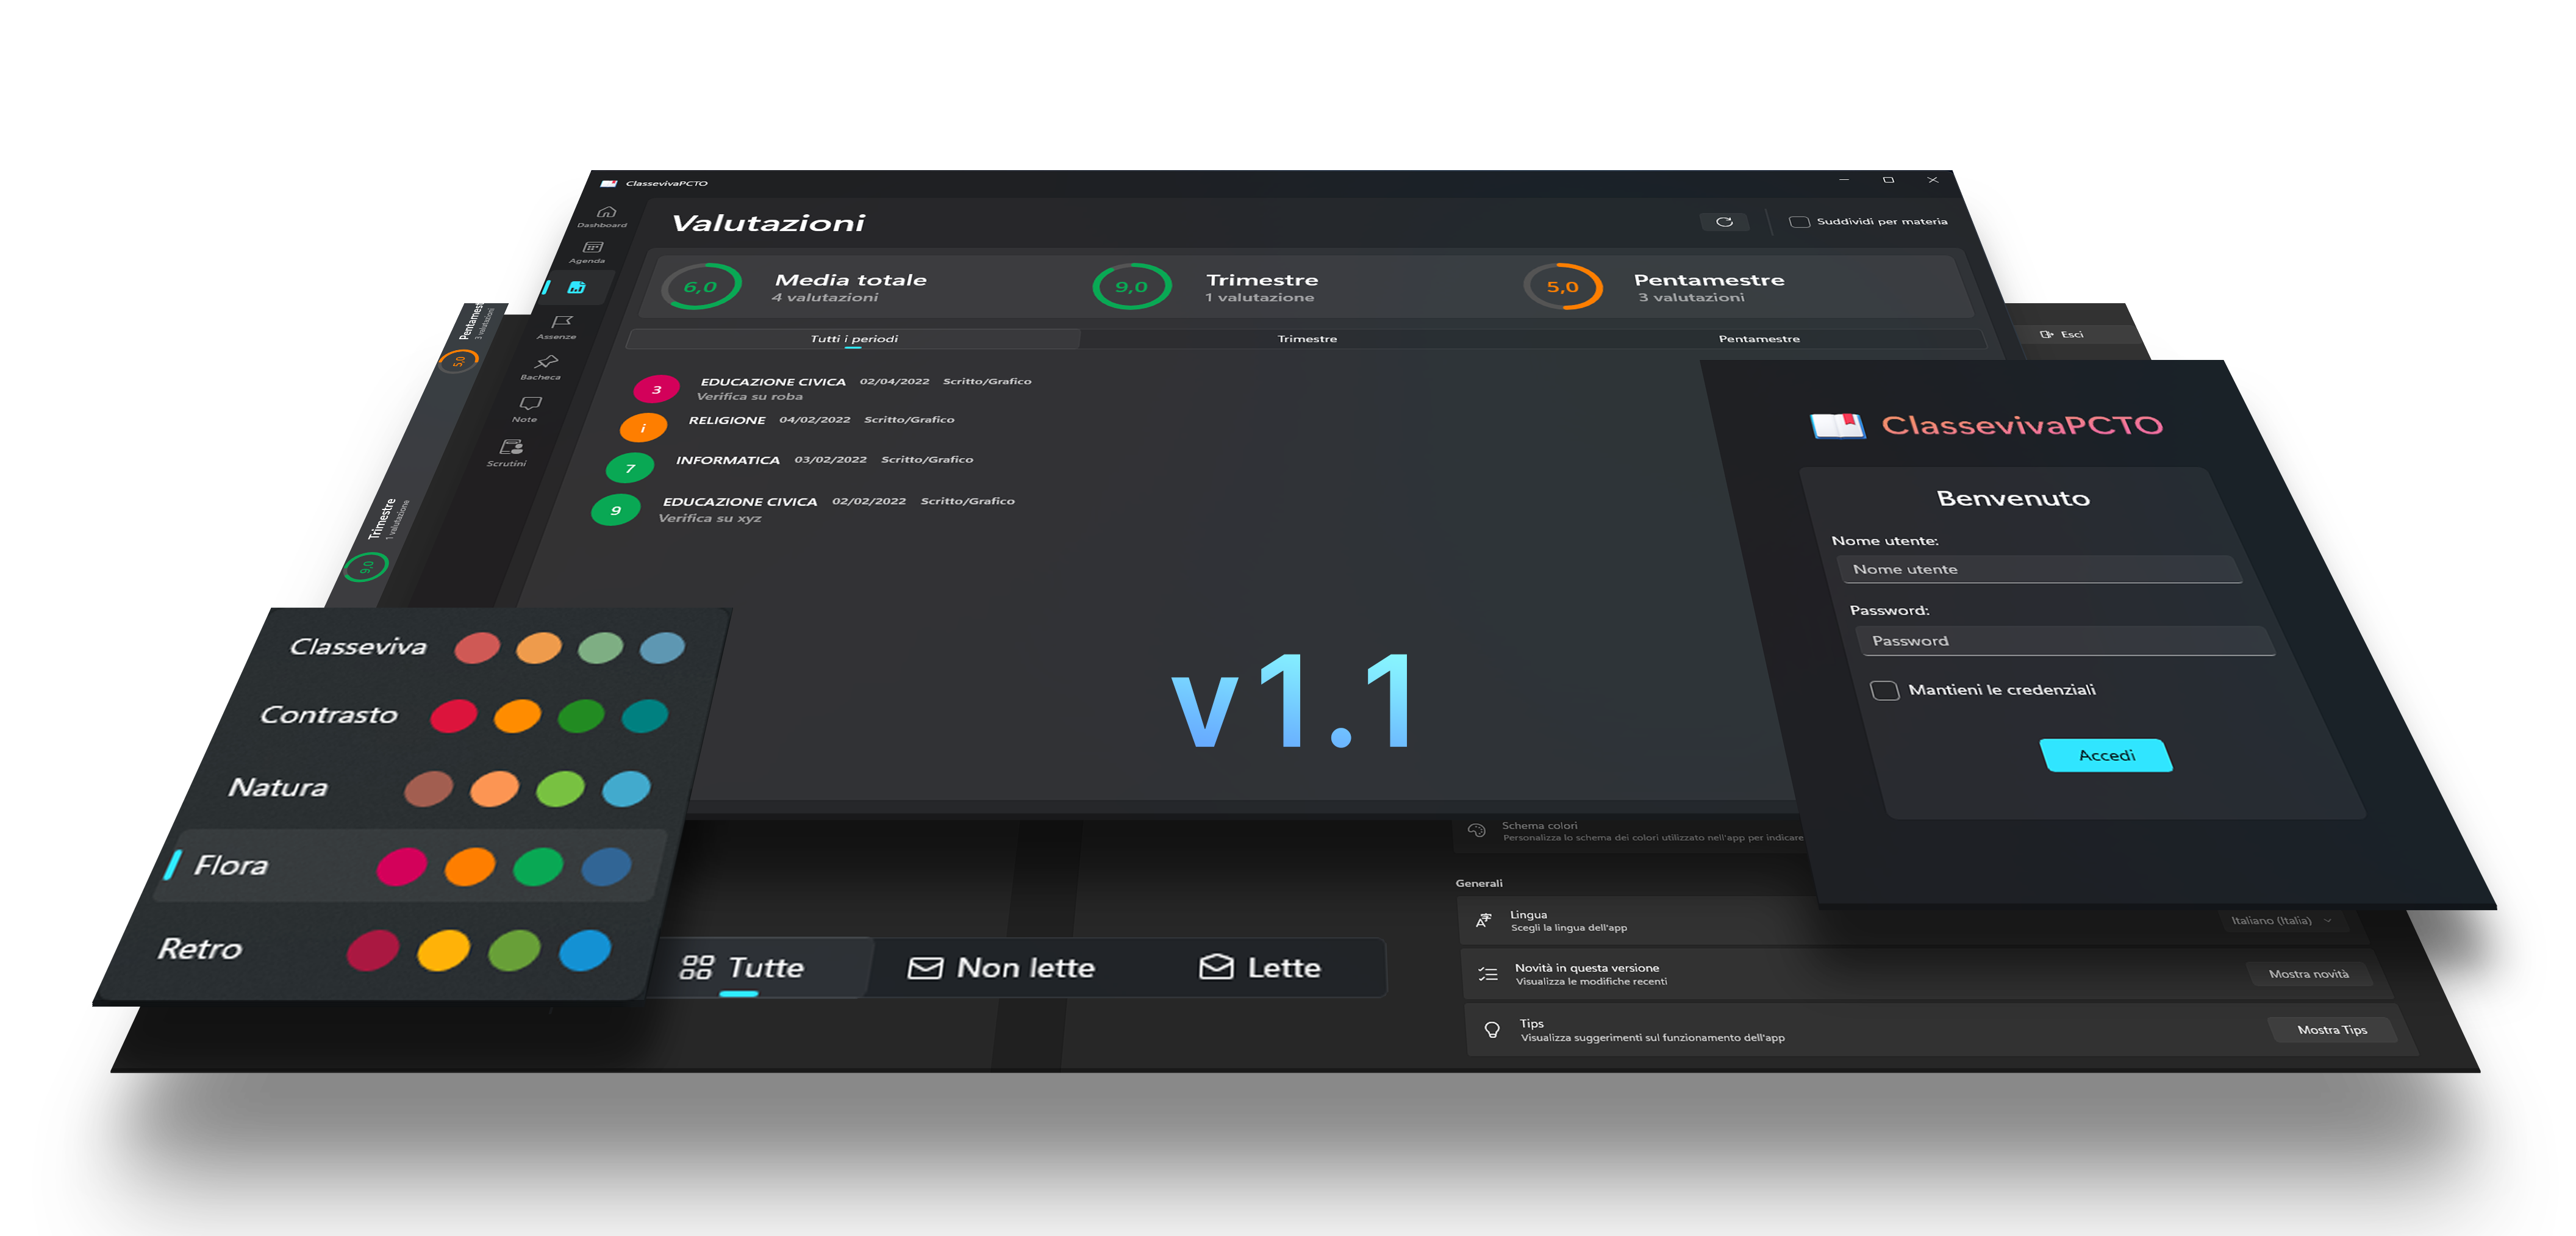 ClassevivaPCTO
Dashboard
Agenda
Assenze
Bacheca
Note
Scrutini
Valutazioni
Suddividi per materia
6,0 Media totale
4 valutazioni
9,0 Trimestre
1 valutazione
5,0 Pentamestre
3 valutazioni
Tutti i periodi Trimestre Pentamestre
3 EDUCAZIONE CIVICA 02/04/2022 Scritto/Grafico
Verifica su roba
i RELIGIONE 04/02/2022 Scritto/Grafico
7 INFORMATICA 03/02/2022 Scritto/Grafico
9 EDUCAZIONE CIVICA 02/02/2022 Scritto/Grafico
Verifica su xyz
v1.1
5,0
3 valutazioni
Trimestre
1 valutazione
9,0
Esci
ClassevivaPCTO
Benvenuto
Nome utente:
Nome utente
Password:
Password
Mantieni le credenziali
Accedi
Classeviva
Contrasto
Natura
Flora
Retro
Tutte Non lette Lette
Schema colori
Personalizza lo schema dei colori utilizzato nell'app per indicare
Generali
Lingua
Scegli la lingua dell'app
Italiano (Italia)
Novità in questa versione
Visualizza le modifiche recenti
Mostra novità
Tips
Visualizza suggerimenti sul funzionamento dell'app
Mostra Tips